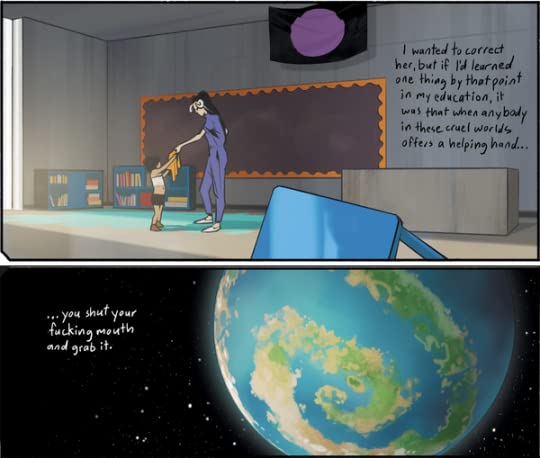 I wanted to correct
her, but if I'd learned
one thing by that point
in my education, it
was that when anybody
in these cruel worlds
offers a helping hand...
...you shut your
fucking mouth
and grab it.